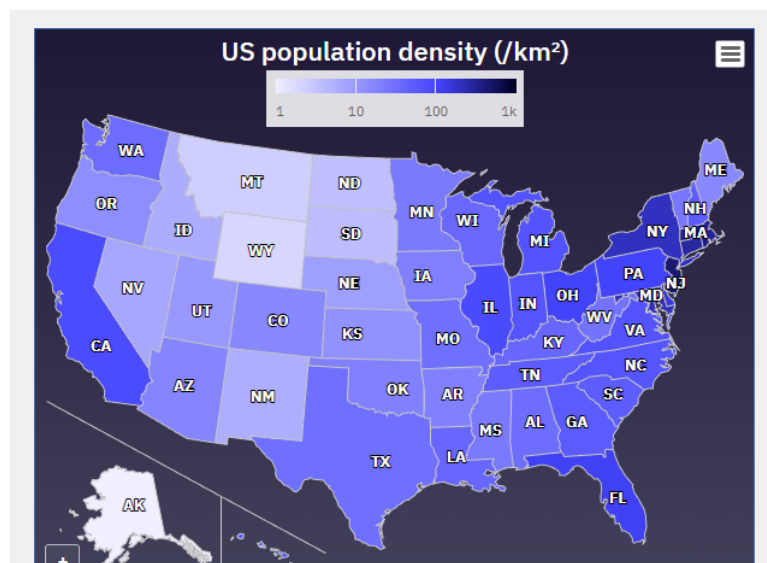 US population density (/km²)
1 10 100 1k
WA
ME
MT
ND
OR
MN
NH
ID
SD
WI
NY
MA
WY
MI
PA
NV
NE
IA
NJ
OH
MD
UT
CO
IL
IN
WV
KS
MO
VA
CA
KY
NC
TN
AZ
NM
OK
AR
SC
MS
AL
GA
TX
LA
FL
AK
+